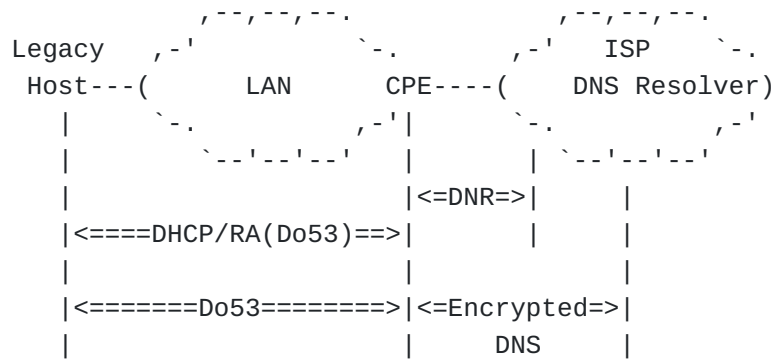 ,--,--,--.             ,--,--,--.
Legacy  ,-'          `-.       ,-'   ISP    `-.
 Host---(      LAN      CPE----(   DNS Resolver)
   |     `-.          ,-'|      `-.          ,-'
   |        `--'--'--'   |       | `--'--'--'
   |                     |<=DNR=>|     |
   |<====DHCP/RA(Do53)==>|       |     |
   |                     |             |
   |<=======Do53========>|<=Encrypted=>|
   |                     |     DNS     |